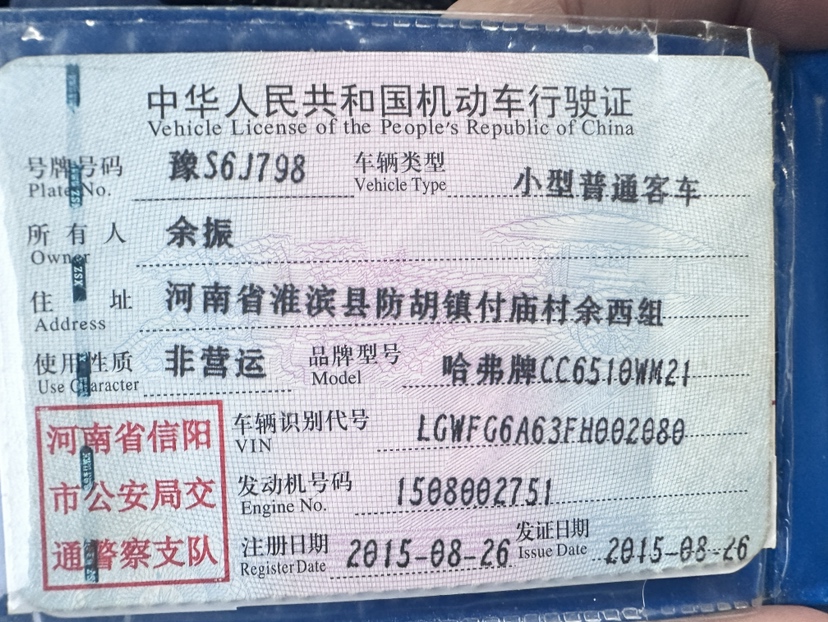 中华人民共和国机动车行驶证
Vehicle License of the People's Republic of China
号牌号码 豫S6J798 车辆类型 小型普通客车
Plate No. Vehicle Type
所有人 余振
Owner
住址 河南省淮滨县防胡镇付庙村余西组
Address
使用性质 非营运 品牌型号 哈弗牌CC6510WM21
Use Character Model
河南省信阳 车辆识别代号 LGWFG6A63FH002080
VIN
市公安局交 发动机号码 1508002751
Engine No.
通警察支队 注册日期 2015-08-26 发证日期 2015-08-26
Register Date Issue Date